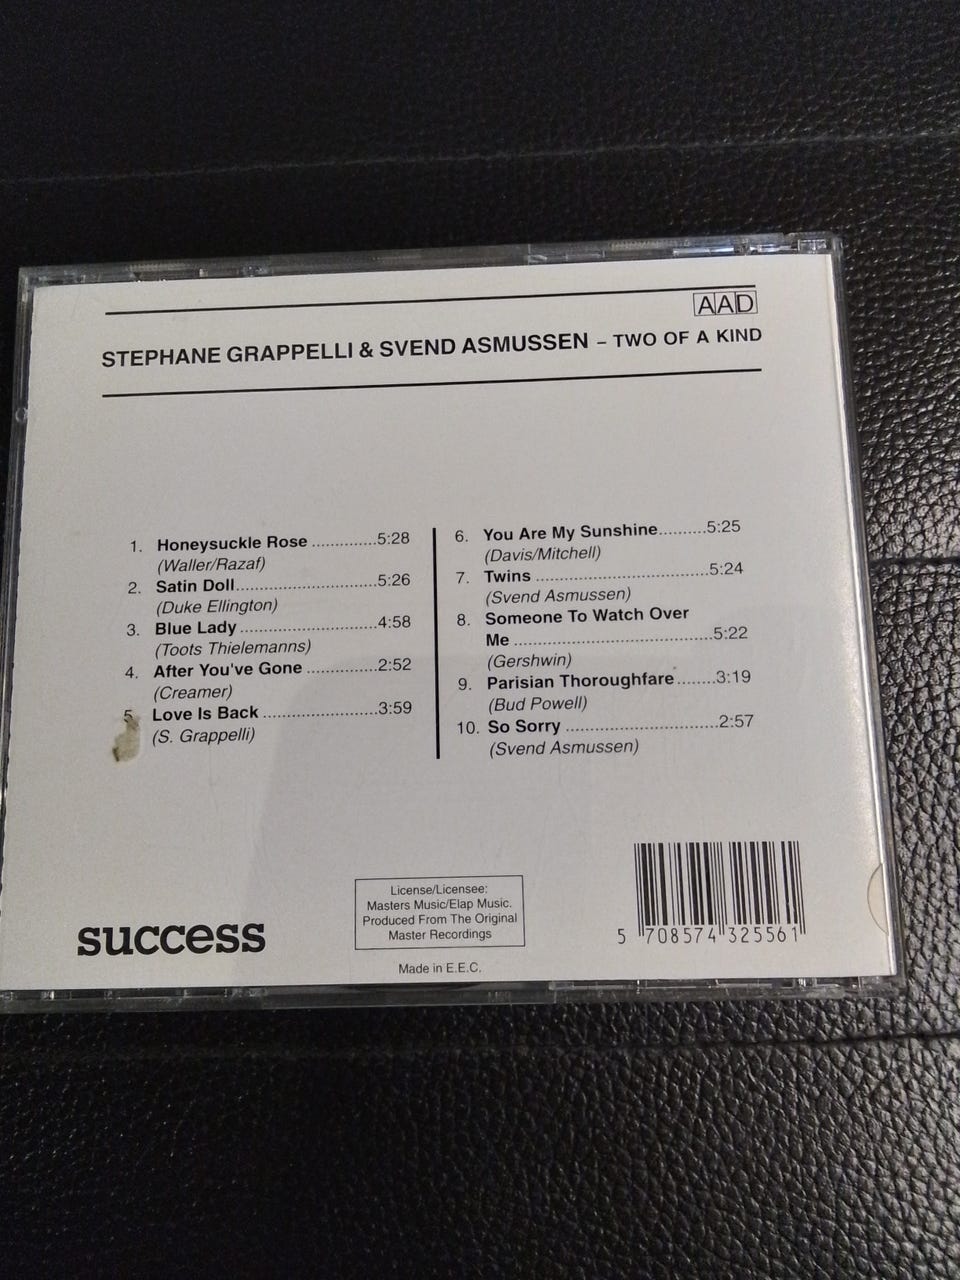 AAD
STEPHANE GRAPPELLI & SVEND ASMUSSEN – TWO OF A KIND
1. Honeysuckle Rose ..............5:28
(Waller/Razaf)
2. Satin Doll..............................5:26
(Duke Ellington)
3. Blue Lady .............................4:58
(Toots Thielemanns)
4. After You've Gone ...............2:52
(Creamer)
5. Love Is Back ........................3:59
(S. Grappelli)
6. You Are My Sunshine..........5:25
(Davis/Mitchell)
7. Twins .....................................5:24
(Svend Asmussen)
8. Someone To Watch Over
Me ...........................................5:22
(Gershwin)
9. Parisian Thoroughfare........3:19
(Bud Powell)
10. So Sorry ................................2:57
(Svend Asmussen)
success
License/Licensee:
Masters Music/Elap Music.
Produced From The Original
Master Recordings
Made in E.E.C.
5 708574 325561